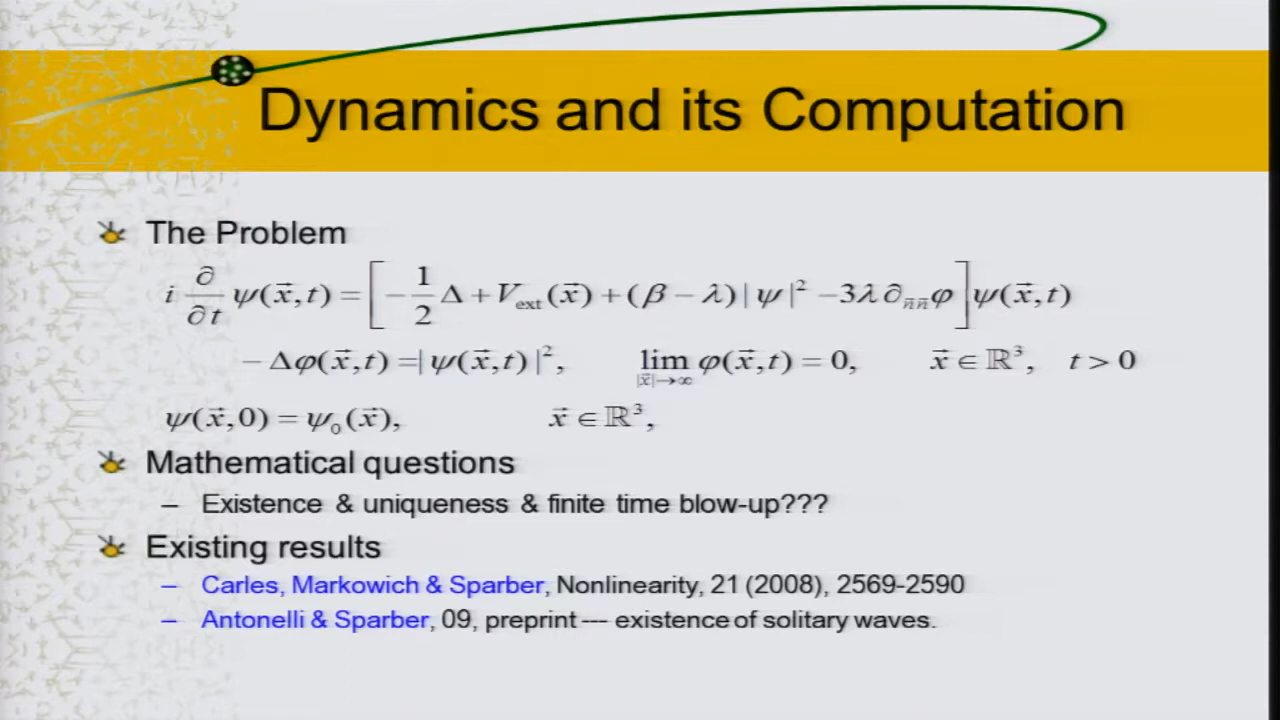 Dynamics and its Computation
The Problem
i ∂/∂t ψ(x⃗,t) = [ −1/2 Δ + V_ext(x⃗) + (β − λ) | ψ |² − 3λ ∂_n⃗n⃗ φ ] ψ(x⃗,t)
− Δφ(x⃗,t) = | ψ(x⃗,t) |², lim_|x⃗|→∞ φ(x⃗,t) = 0, x⃗ ∈ ℝ³, t > 0
ψ(x⃗,0) = ψ₀(x⃗), x⃗ ∈ ℝ³,
Mathematical questions
– Existence & uniqueness & finite time blow-up???
Existing results
– Carles, Markowich & Sparber, Nonlinearity, 21 (2008), 2569-2590
– Antonelli & Sparber, 09, preprint --- existence of solitary waves.